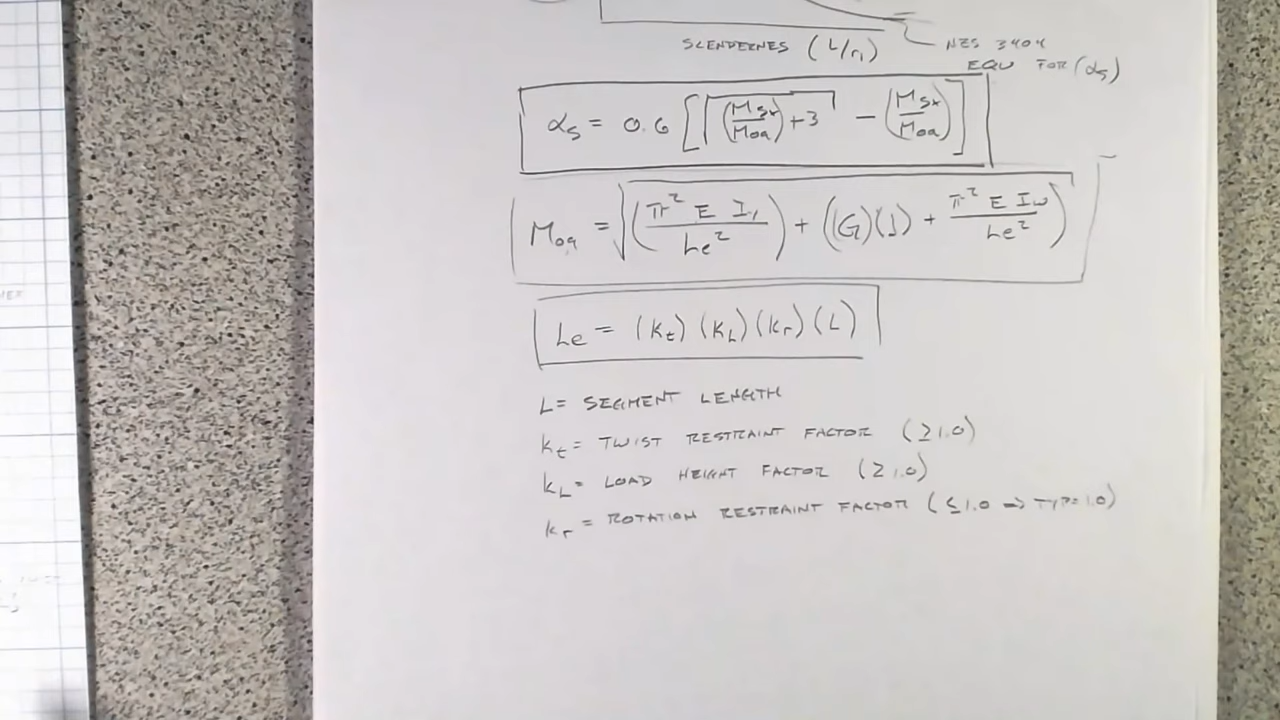 SLENDERNES (L/r₁)
NZS 3404
EQU FOR (αs)
αs = 0.6 [√((Msx/Moa)+3) - (Msx/Moa)]
Moa = √((π² E I₁/Le²) + ((G)(J) + π² E Iw/Le²))
Le = (kt)(kL)(kr)(L)
L = SEGMENT LENGTH
kt = TWIST RESTRAINT FACTOR (≥1.0)
kL = LOAD HEIGHT FACTOR (≥1.0)
kr = ROTATION RESTRAINT FACTOR (≤1.0 ⇒ TYP=1.0)